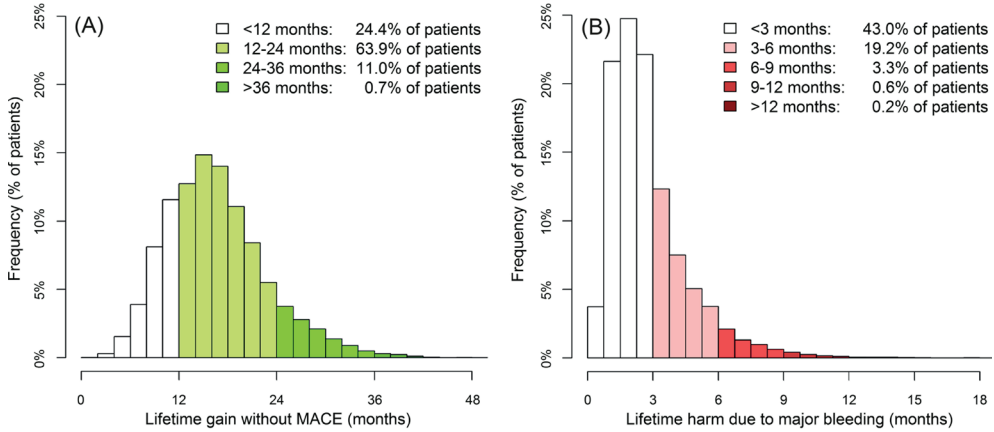 (A)
<12 months: 24.4% of patients
12-24 months: 63.9% of patients
24-36 months: 11.0% of patients
>36 months: 0.7% of patients
Frequency (% of patients)
25%
20%
15%
10%
5%
0%
0 12 24 36 48
Lifetime gain without MACE (months)
(B)
<3 months: 43.0% of patients
3-6 months: 19.2% of patients
6-9 months: 3.3% of patients
9-12 months: 0.6% of patients
>12 months: 0.2% of patients
Frequency (% of patients)
25%
20%
15%
10%
5%
0%
0 3 6 9 12 15 18
Lifetime harm due to major bleeding (months)